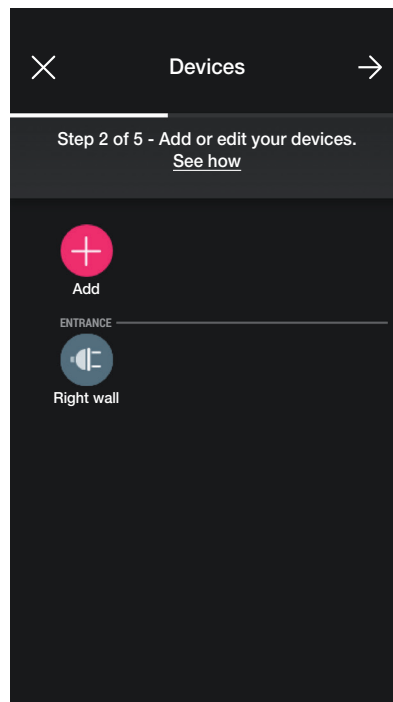 Devices
Step 2 of 5 - Add or edit your devices.
See how
Add
ENTRANCE
Right wall